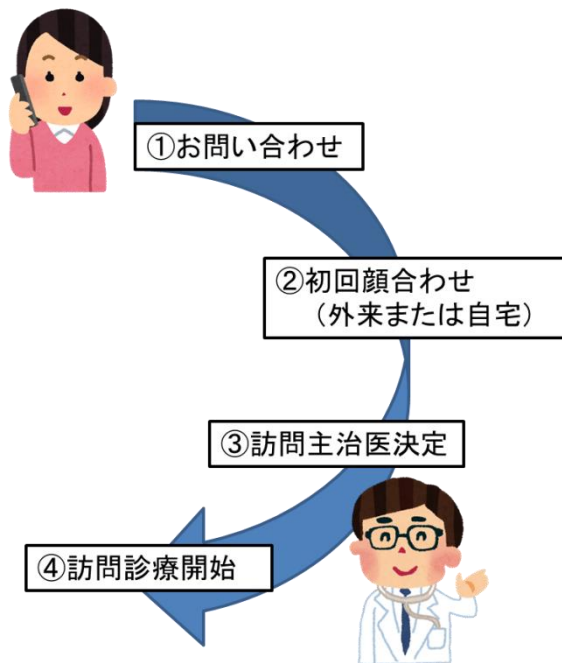 ①お問い合わせ
②初回顔合わせ
（外来または自宅）
③訪問主治医決定
④訪問診療開始